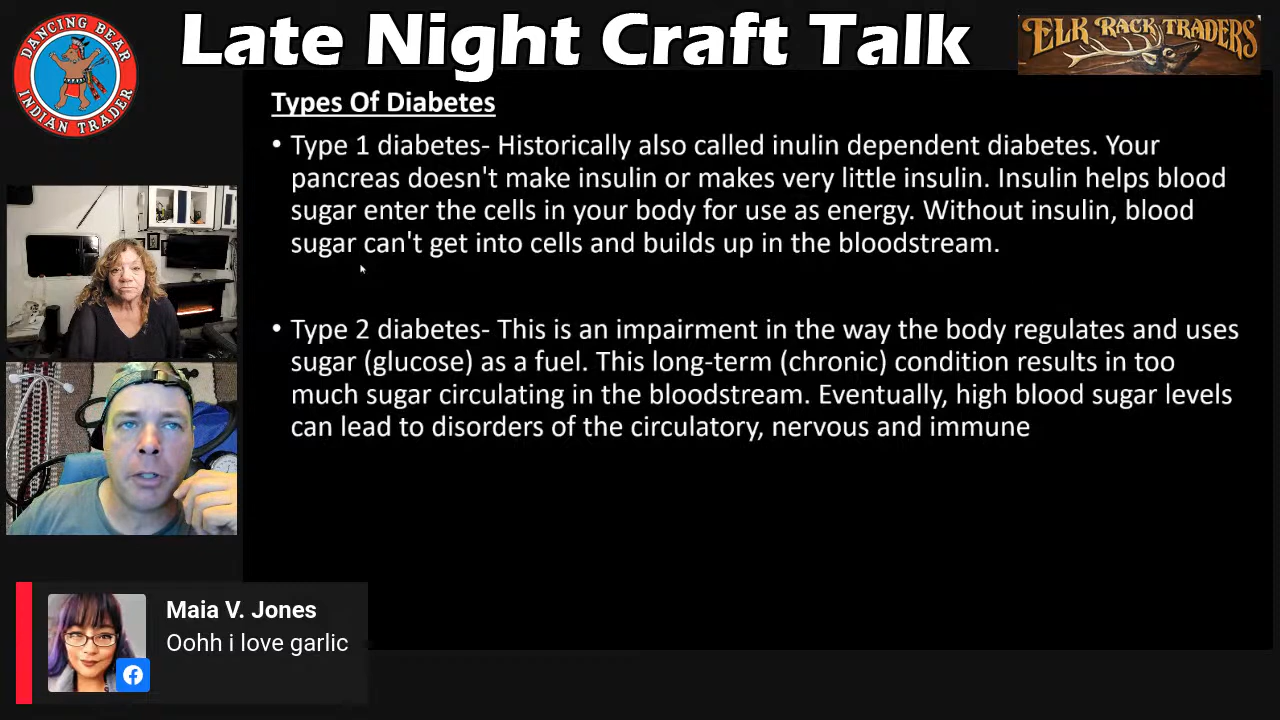 DANCING BEAR
INDIAN TRADER
Late Night Craft Talk
ELK RACK TRADERS
Types Of Diabetes
• Type 1 diabetes- Historically also called inulin dependent diabetes. Your
pancreas doesn't make insulin or makes very little insulin. Insulin helps blood
sugar enter the cells in your body for use as energy. Without insulin, blood
sugar can't get into cells and builds up in the bloodstream.
• Type 2 diabetes- This is an impairment in the way the body regulates and uses
sugar (glucose) as a fuel. This long-term (chronic) condition results in too
much sugar circulating in the bloodstream. Eventually, high blood sugar levels
can lead to disorders of the circulatory, nervous and immune
Maia V. Jones
Oohh i love garlic